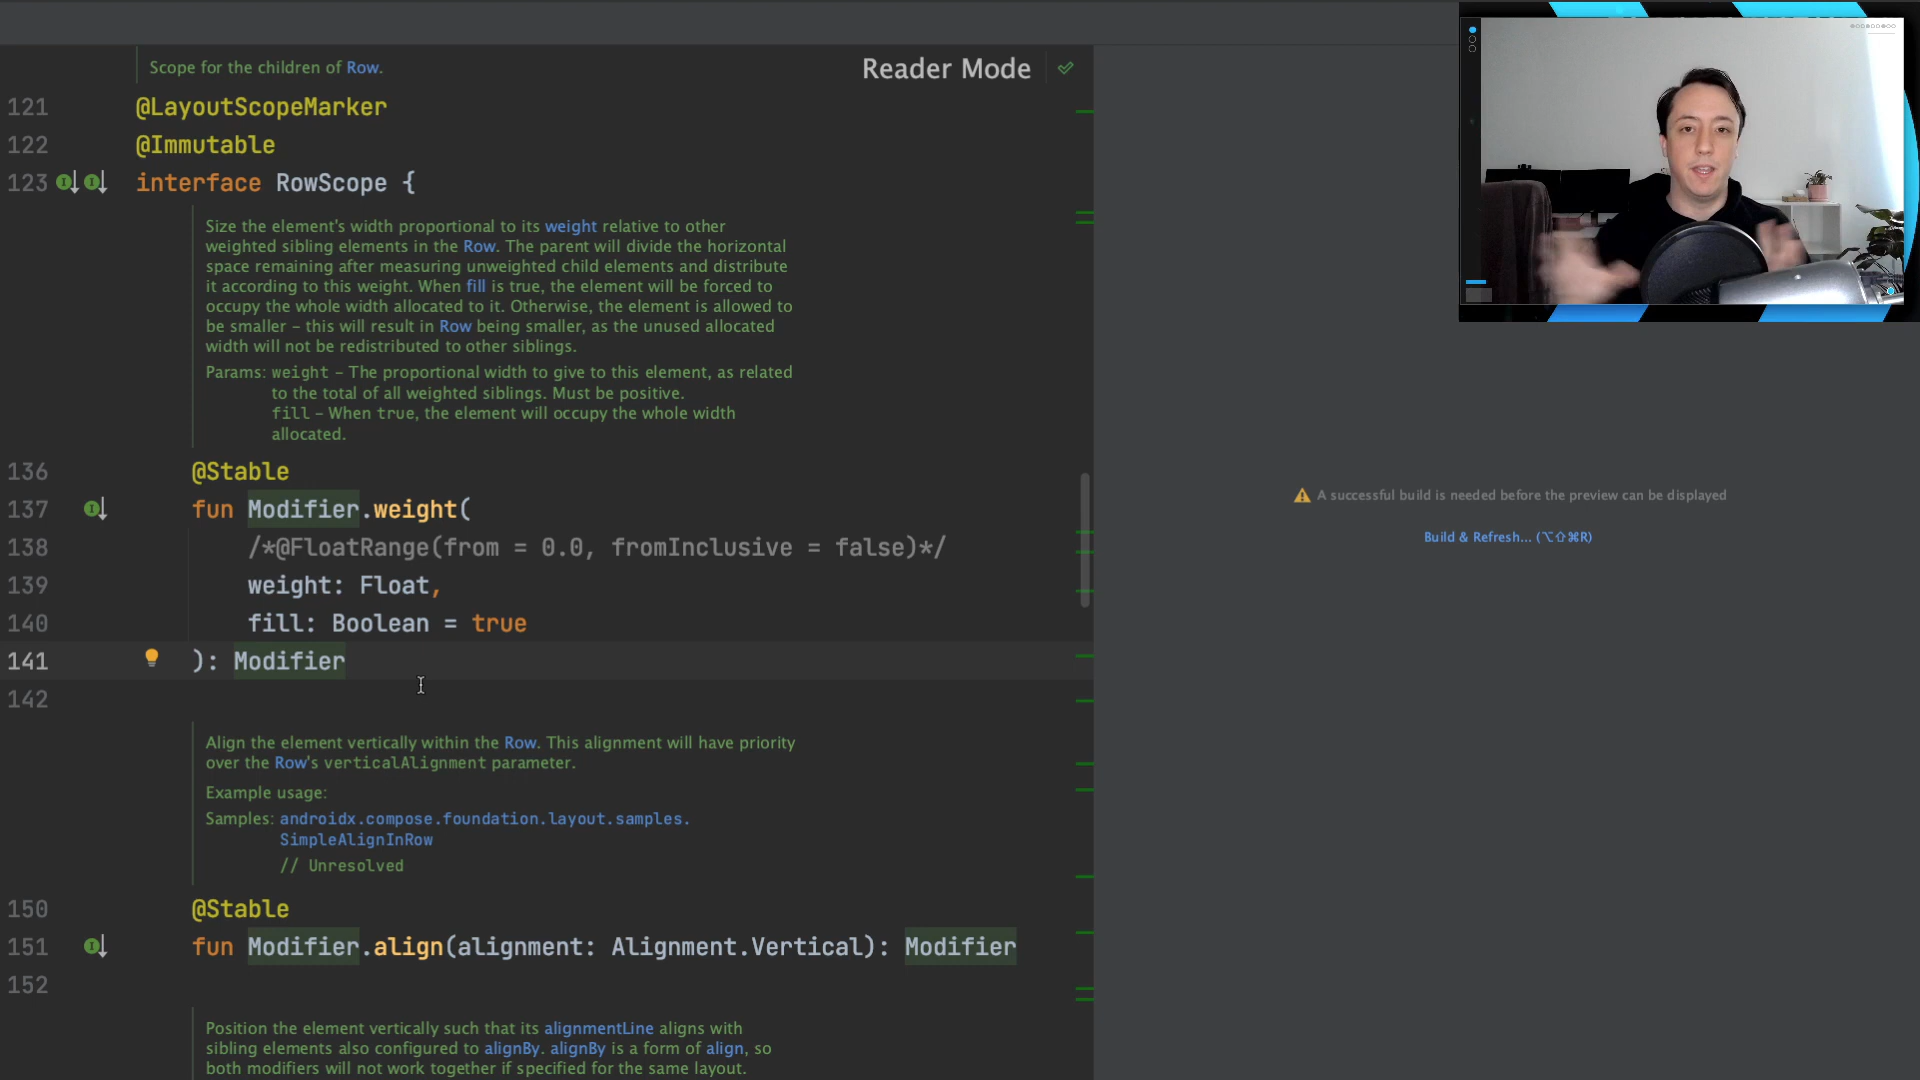 Scope for the children of Row.
Reader Mode
121 @LayoutScopeMarker
122 @Immutable
123 interface RowScope {
Size the element's width proportional to its weight relative to other
weighted sibling elements in the Row. The parent will divide the horizontal
space remaining after measuring unweighted child elements and distribute
it according to this weight. When fill is true, the element will be forced to
occupy the whole width allocated to it. Otherwise, the element is allowed to
be smaller – this will result in Row being smaller, as the unused allocated
width will not be redistributed to other siblings.
Params: weight – The proportional width to give to this element, as related
to the total of all weighted siblings. Must be positive.
fill – When true, the element will occupy the whole width
allocated.
136 @Stable
137 fun Modifier.weight(
138 /*@FloatRange(from = 0.0, fromInclusive = false)*/
139 weight: Float,
140 fill: Boolean = true
141 ): Modifier
142
Align the element vertically within the Row. This alignment will have priority
over the Row's verticalAlignment parameter.
Example usage:
Samples: androidx.compose.foundation.layout.samples.
SimpleAlignInRow
// Unresolved
150 @Stable
151 fun Modifier.align(alignment: Alignment.Vertical): Modifier
152
Position the element vertically such that its alignmentLine aligns with
sibling elements also configured to alignBy. alignBy is a form of align, so
both modifiers will not work together if specified for the same layout.
A successful build is needed before the preview can be displayed
Build & Refresh... (⌥⇧⌘R)